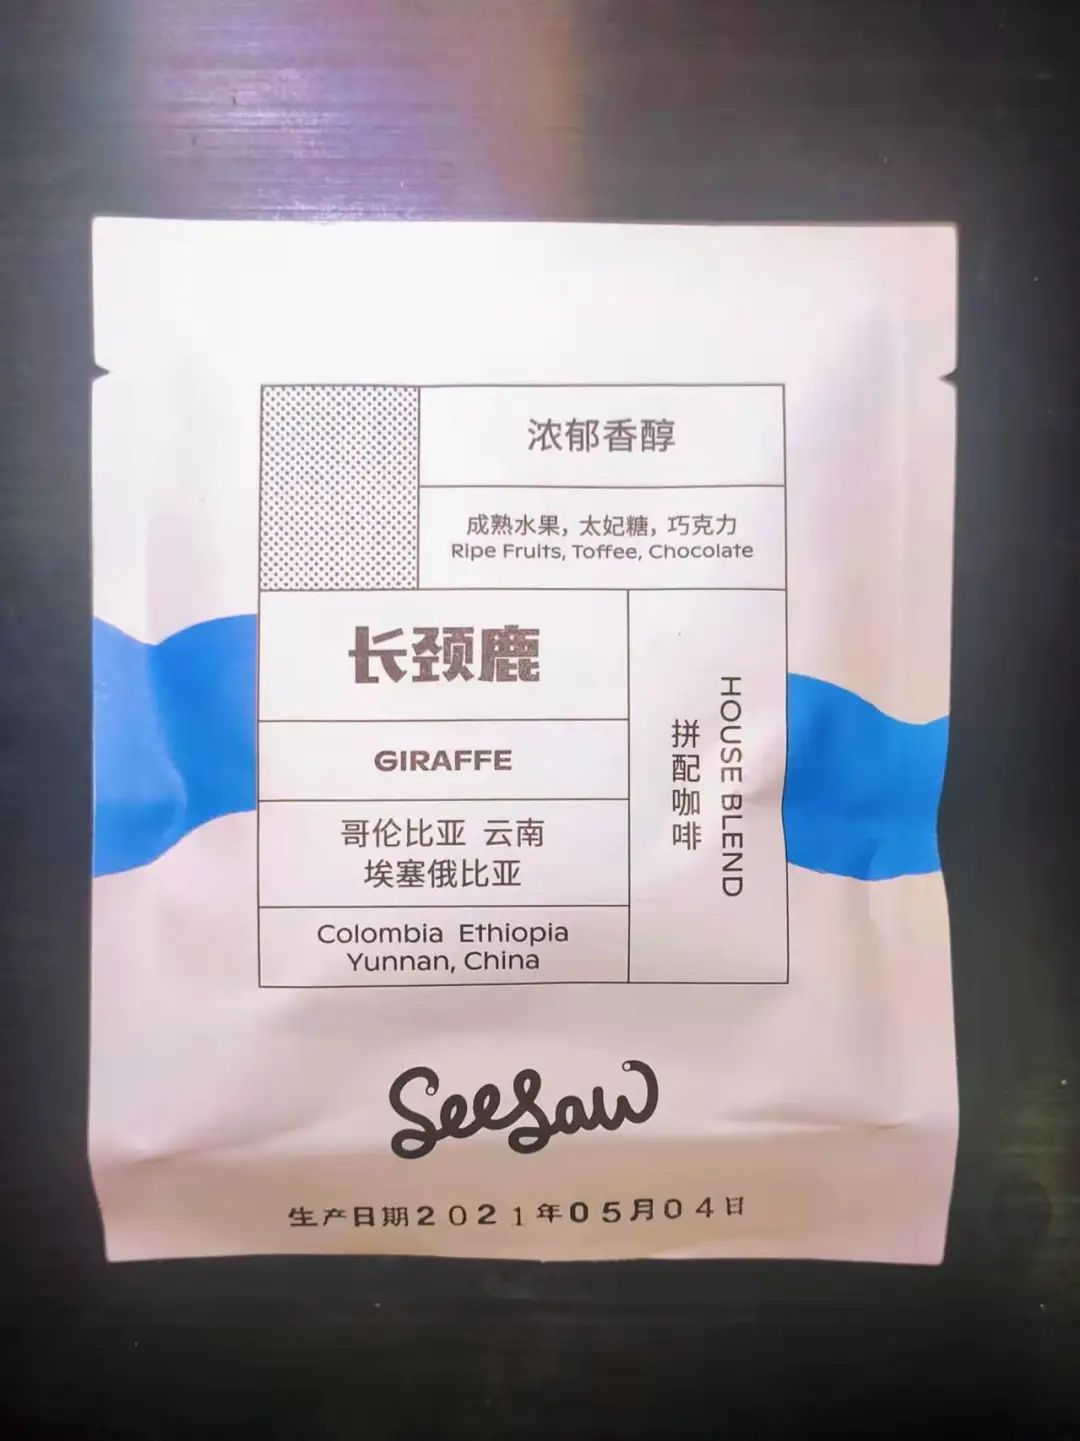 浓郁香醇
成熟水果，太妃糖，巧克力
Ripe Fruits, Toffee, Chocolate
长颈鹿
GIRAFFE
哥伦比亚 云南
埃塞俄比亚
Colombia Ethiopia
Yunnan, China
HOUSE BLEND
拼配咖啡
Seesaw
生产日期2021年05月04日